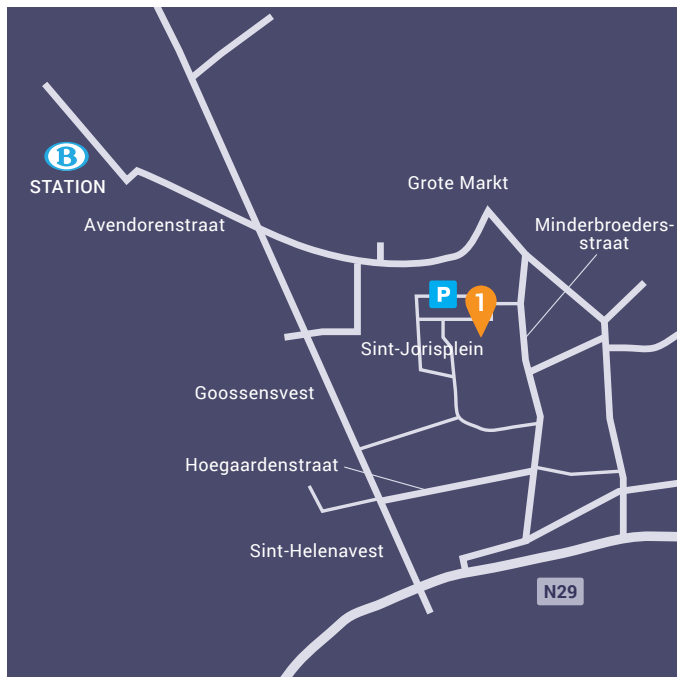 B
STATION
Grote Markt
Avendorenstraat
Minderbroeders-
straat
P
1
Sint-Jorisplein
Goossensvest
Hoegaardenstraat
Sint-Helenavest
N29